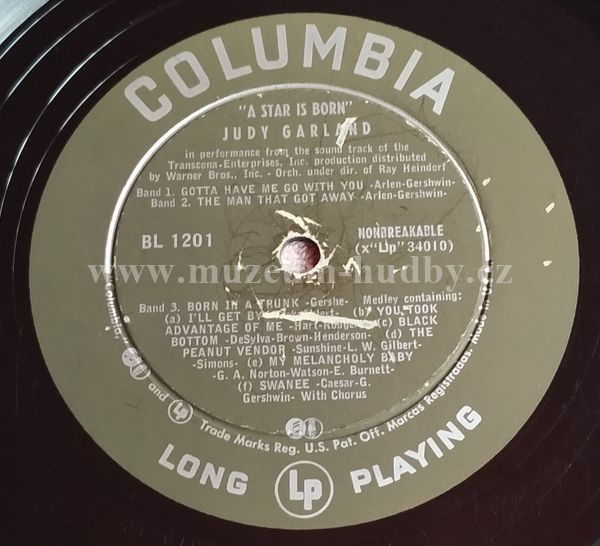 COLUMBIA
"A STAR IS BORN"
JUDY GARLAND
in performance from the sound track of the
Transcona Enterprises, Inc. production distributed
by Warner Bros., Inc. - Orch. under dir. of Ray Heindorf
Band 1. GOTTA HAVE ME GO WITH YOU -Arlen-Gershwin-
Band 2. THE MAN THAT GOT AWAY -Arlen-Gershwin-
BL 1201
NONBREAKABLE
(x"Lp"34010)
www.muzeum-hudby.cz
Band 3. BORN IN A TRUNK -Gershe- Medley containing:
(a) I'LL GET BY (b) YOU TOOK
ADVANTAGE OF ME -Hart-Rodgers- (c) BLACK
BOTTOM -DeSylva-Brown-Henderson- (d) THE
PEANUT VENDOR -Sunshine-L. W. Gilbert-
-Simons- (e) MY MELANCHOLY BABY
G. A. Norton-Watson-E. Burnett-
(f) SWANEE -Caesar-G.
Gershwin- With Chorus
Columbia, and Lp Trade Marks Reg. U.S. Pat. Off. Marcas Registradas.
LONG Lp PLAYING